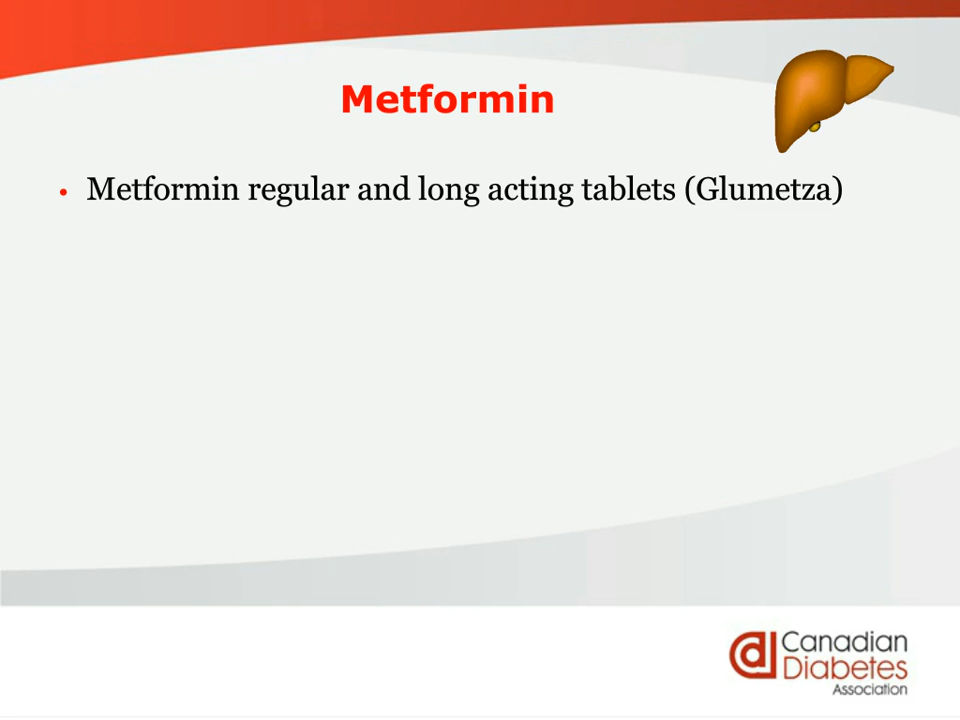 Metformin
• Metformin regular and long acting tablets (Glumetza)
Canadian
Diabetes
Association